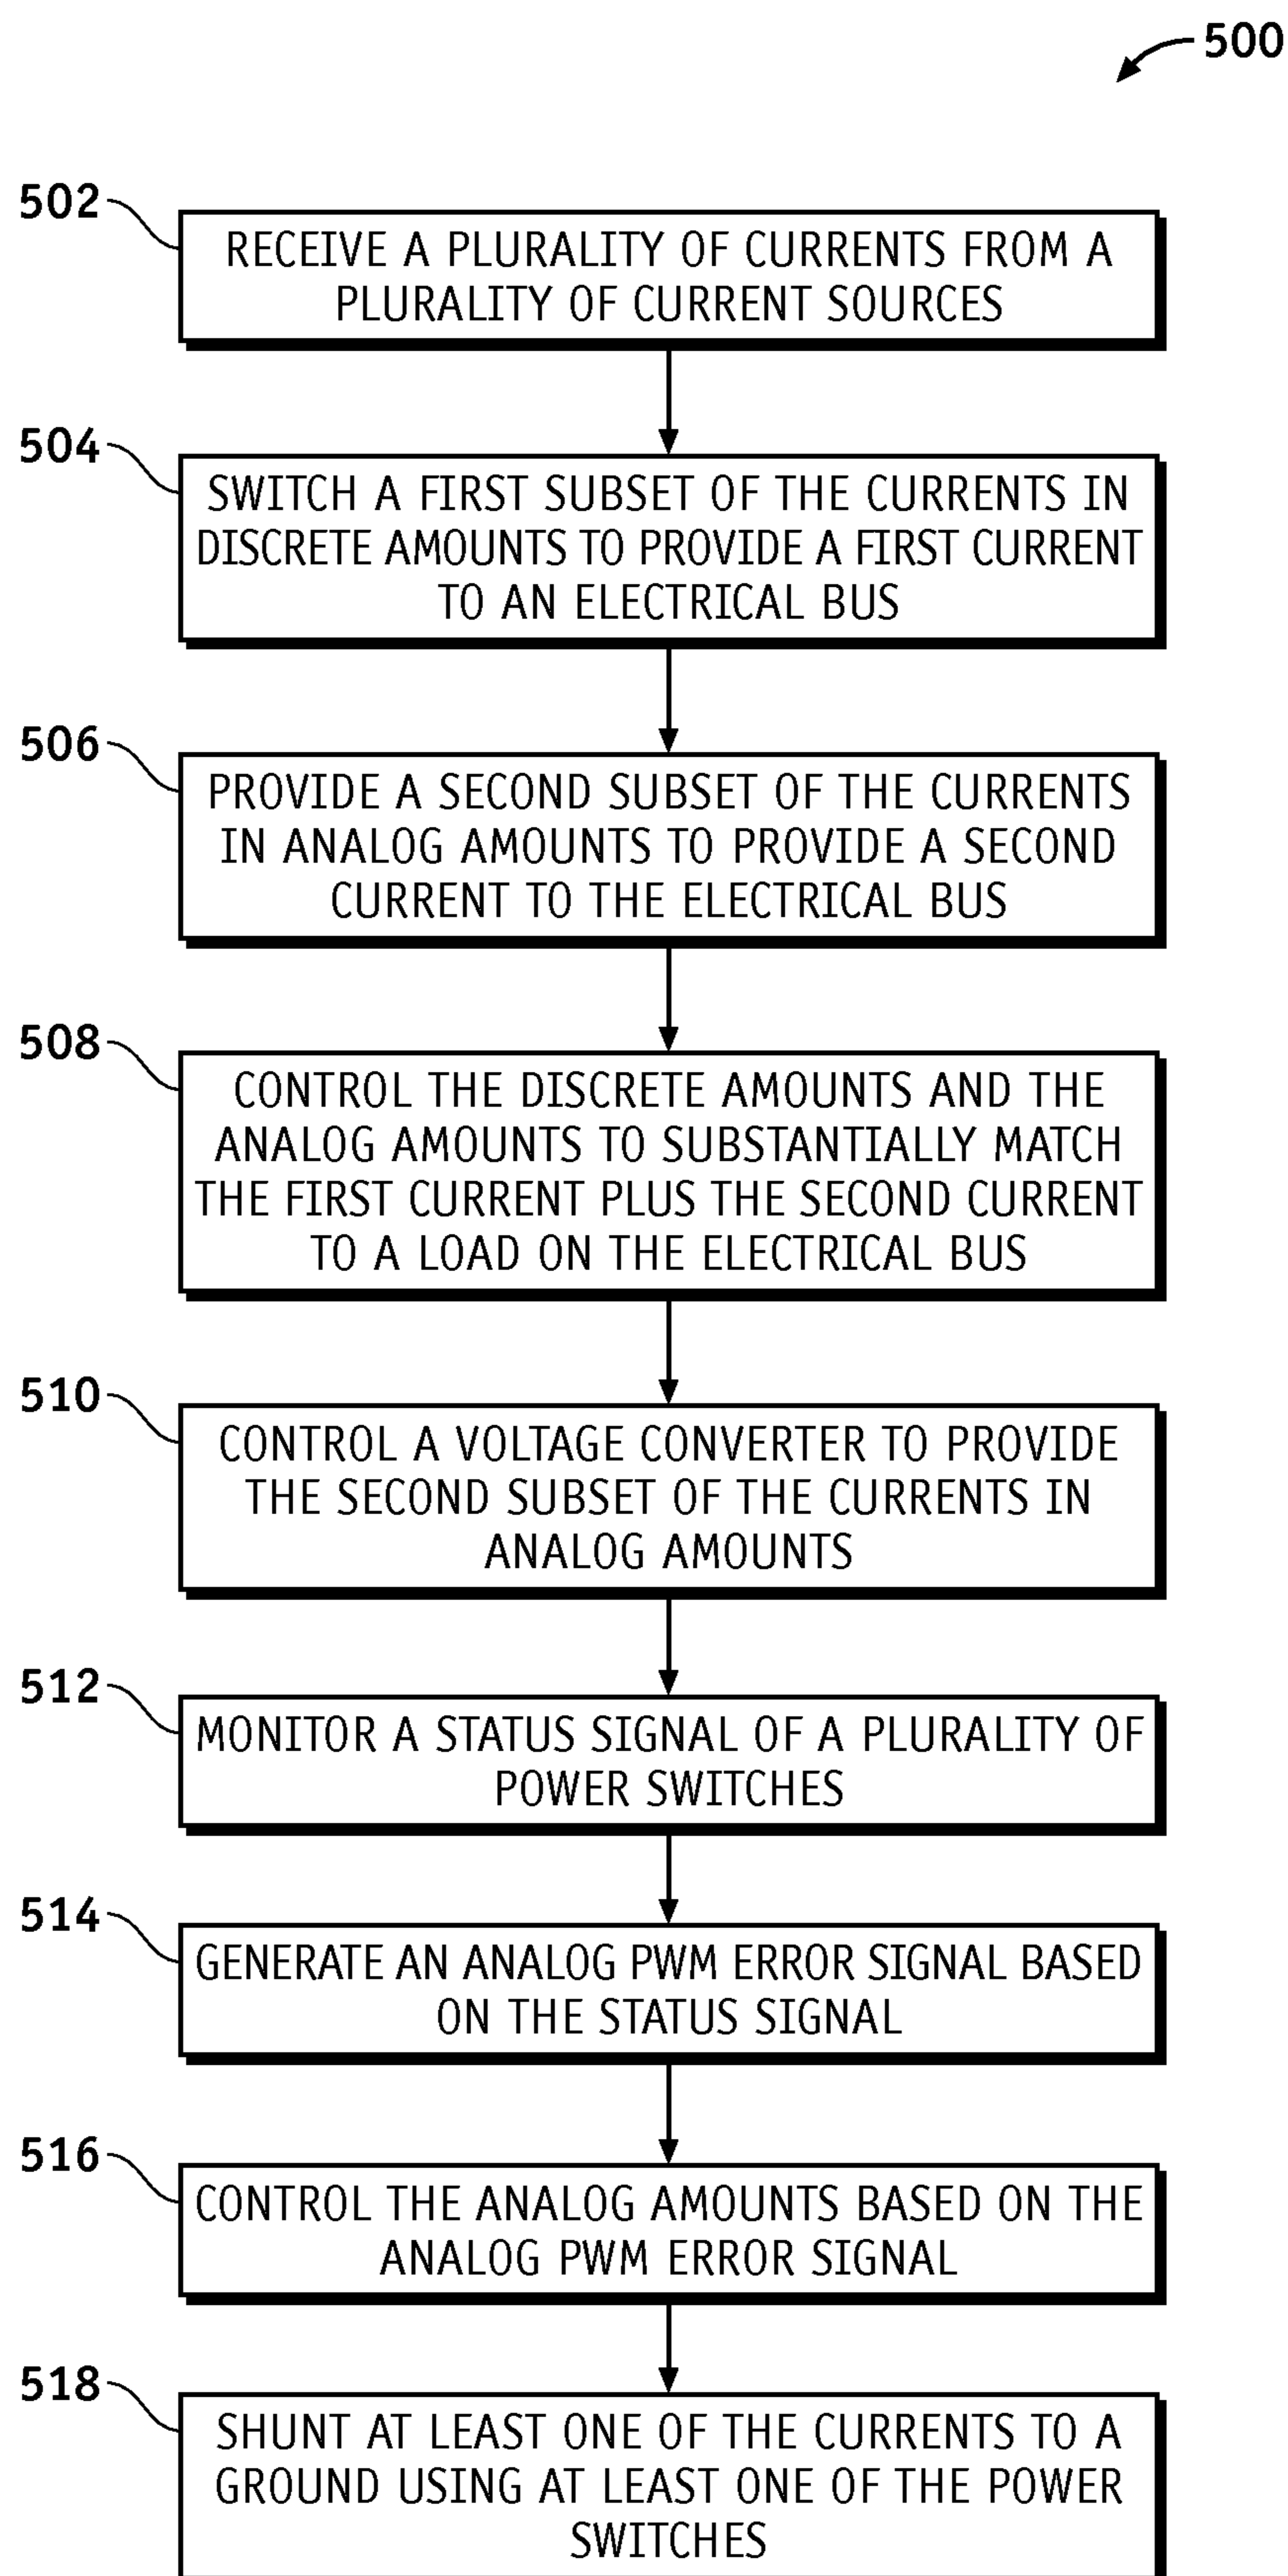 500
502
RECEIVE A PLURALITY OF CURRENTS FROM A
PLURALITY OF CURRENT SOURCES
504
SWITCH A FIRST SUBSET OF THE CURRENTS IN
DISCRETE AMOUNTS TO PROVIDE A FIRST CURRENT
TO AN ELECTRICAL BUS
506
PROVIDE A SECOND SUBSET OF THE CURRENTS
IN ANALOG AMOUNTS TO PROVIDE A SECOND
CURRENT TO THE ELECTRICAL BUS
508
CONTROL THE DISCRETE AMOUNTS AND THE
ANALOG AMOUNTS TO SUBSTANTIALLY MATCH
THE FIRST CURRENT PLUS THE SECOND CURRENT
TO A LOAD ON THE ELECTRICAL BUS
510
CONTROL A VOLTAGE CONVERTER TO PROVIDE
THE SECOND SUBSET OF THE CURRENTS IN
ANALOG AMOUNTS
512
MONITOR A STATUS SIGNAL OF A PLURALITY OF
POWER SWITCHES
514
GENERATE AN ANALOG PWM ERROR SIGNAL BASED
ON THE STATUS SIGNAL
516
CONTROL THE ANALOG AMOUNTS BASED ON THE
ANALOG PWM ERROR SIGNAL
518
SHUNT AT LEAST ONE OF THE CURRENTS TO A
GROUND USING AT LEAST ONE OF THE POWER
SWITCHES